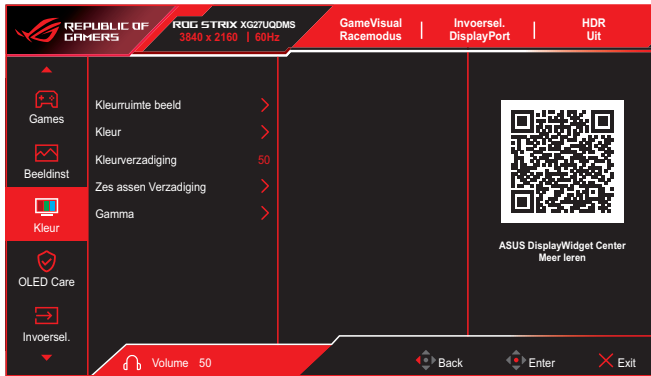 REPUBLIC OF
GAMERS
ROG STRIX XG27UQDMS
3840 x 2160 | 60Hz
GameVisual
Racemodus
Invoersel.
DisplayPort
HDR
Uit
Games
Beeldinst
Kleur
OLED Care
Invoersel.
Kleurruimte beeld
Kleur
Kleurverzadiging 50
Zes assen Verzadiging
Gamma
ASUS DisplayWidget Center
Meer leren
Volume 50
Back
Enter
Exit